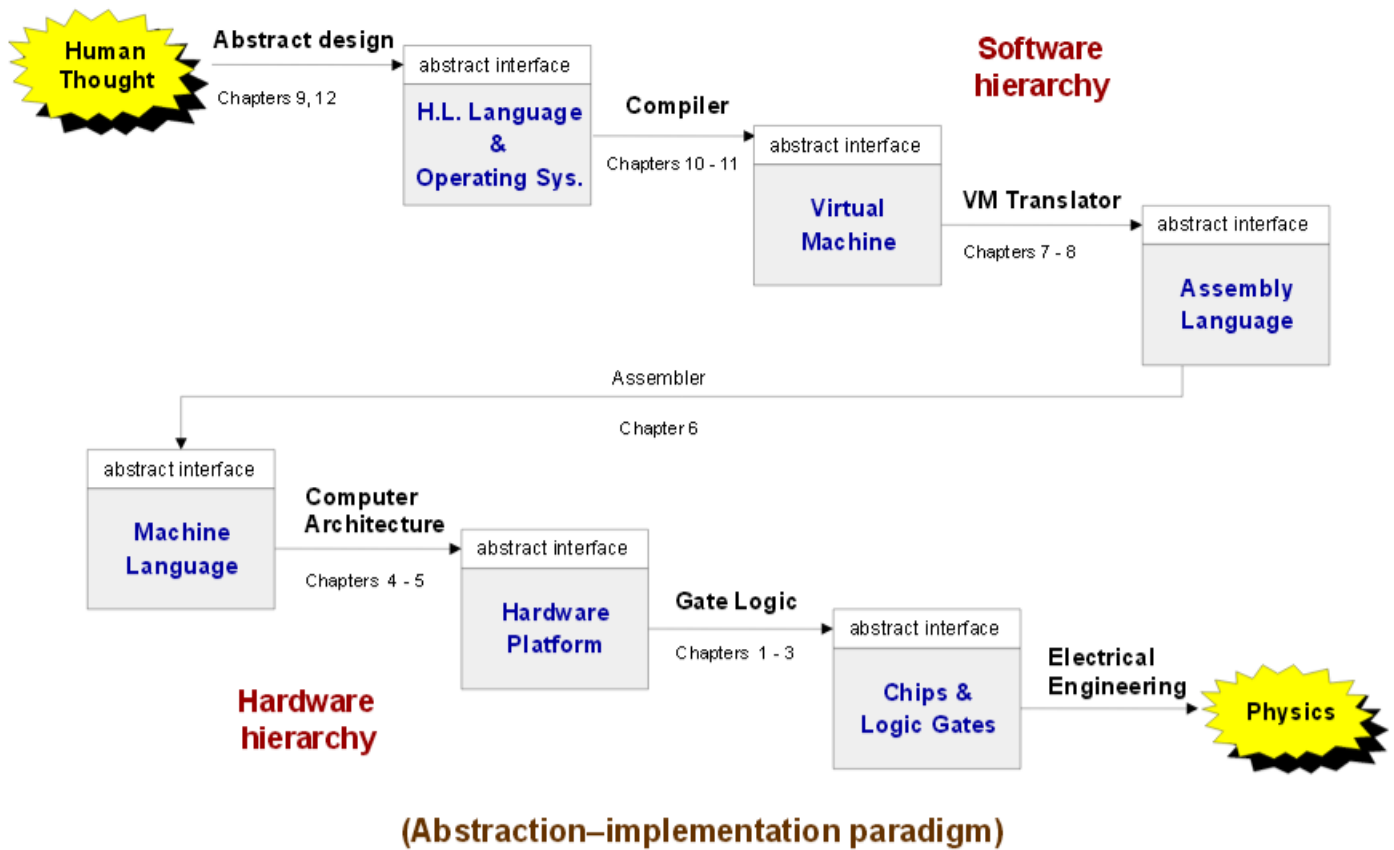 Human
Thought
Abstract design
Chapters 9, 12
abstract interface
H.L. Language
&
Operating Sys.
Software
hierarchy
Compiler
Chapters 10 - 11
abstract interface
Virtual
Machine
VM Translator
Chapters 7 - 8
abstract interface
Assembly
Language
Assembler
Chapter 6
abstract interface
Machine
Language
Computer
Architecture
Chapters 4 - 5
abstract interface
Hardware
Platform
Gate Logic
Chapters 1 - 3
abstract interface
Chips &
Logic Gates
Electrical
Engineering
Physics
Hardware
hierarchy
(Abstraction–implementation paradigm)